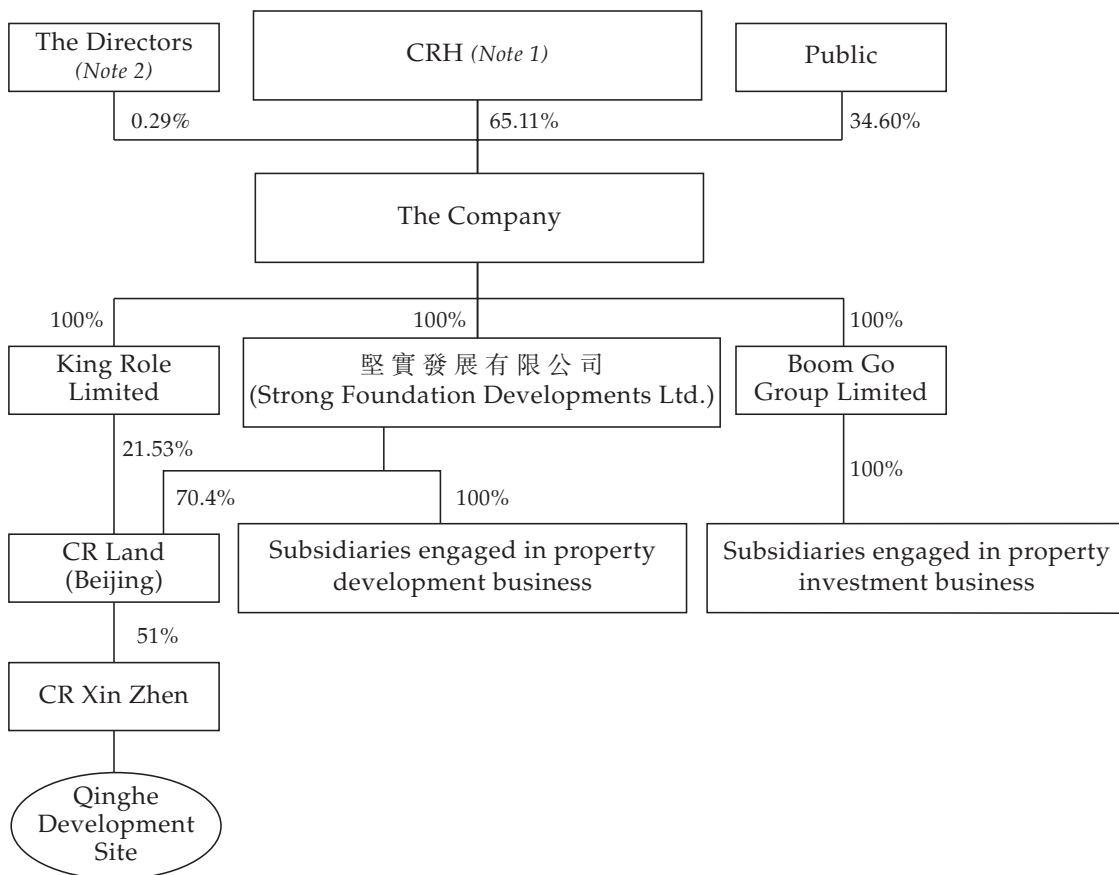 The Directors
(Note 2)
CRH (Note 1)
Public
0.29%
65.11%
34.60%
The Company
100%
100%
100%
King Role
Limited
堅實發展有限公司
(Strong Foundation Developments Ltd.)
Boom Go
Group Limited
21.53%
70.4%
100%
100%
CR Land
(Beijing)
Subsidiaries engaged in property
development business
Subsidiaries engaged in property
investment business
51%
CR Xin Zhen
Qinghe
Development
Site